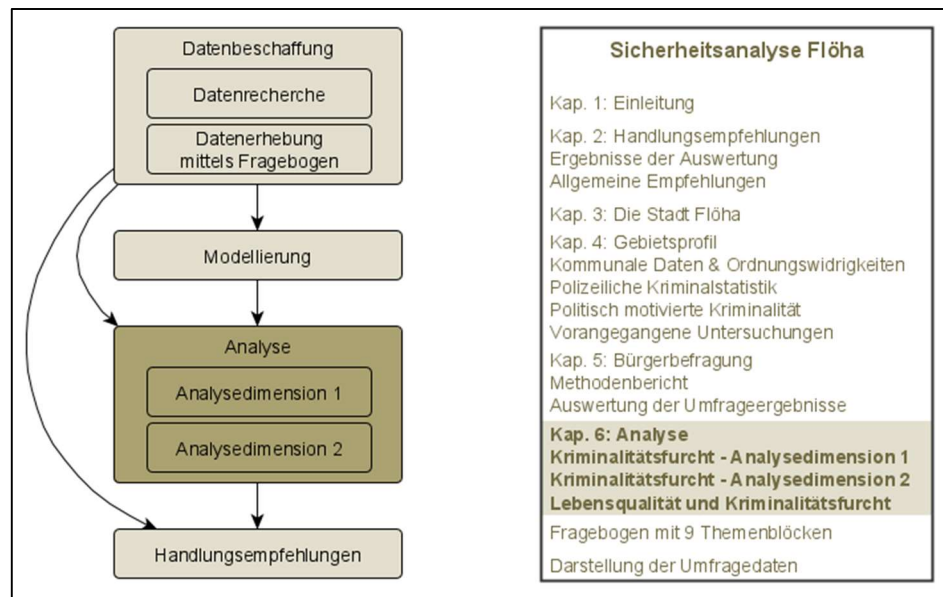 Datenbeschaffung
Datenrecherche
Datenerhebung
mittels Fragebogen
Modellierung
Analyse
Analysedimension 1
Analysedimension 2
Handlungsempfehlungen
Sicherheitsanalyse Flöha
Kap. 1: Einleitung
Kap. 2: Handlungsempfehlungen
Ergebnisse der Auswertung
Allgemeine Empfehlungen
Kap. 3: Die Stadt Flöha
Kap. 4: Gebietsprofil
Kommunale Daten & Ordnungswidrigkeiten
Polizeiliche Kriminalstatistik
Politisch motivierte Kriminalität
Vorangegangene Untersuchungen
Kap. 5: Bürgerbefragung
Methodenbericht
Auswertung der Umfrageergebnisse
Kap. 6: Analyse
Kriminalitätsfurcht - Analysedimension 1
Kriminalitätsfurcht - Analysedimension 2
Lebensqualität und Kriminalitätsfurcht
Fragebogen mit 9 Themenblöcken
Darstellung der Umfragedaten